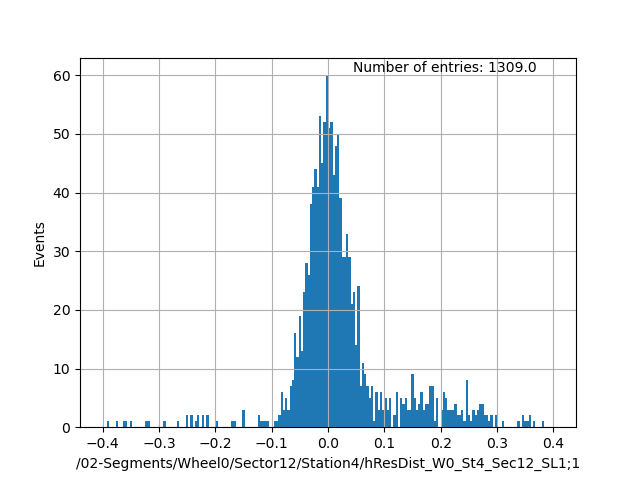 Number of entries: 1309.0
60
50
40
30
20
10
0
Events
−0.4 −0.3 −0.2 −0.1 0.0 0.1 0.2 0.3 0.4
/02-Segments/Wheel0/Sector12/Station4/hResDist_W0_St4_Sec12_SL1;1